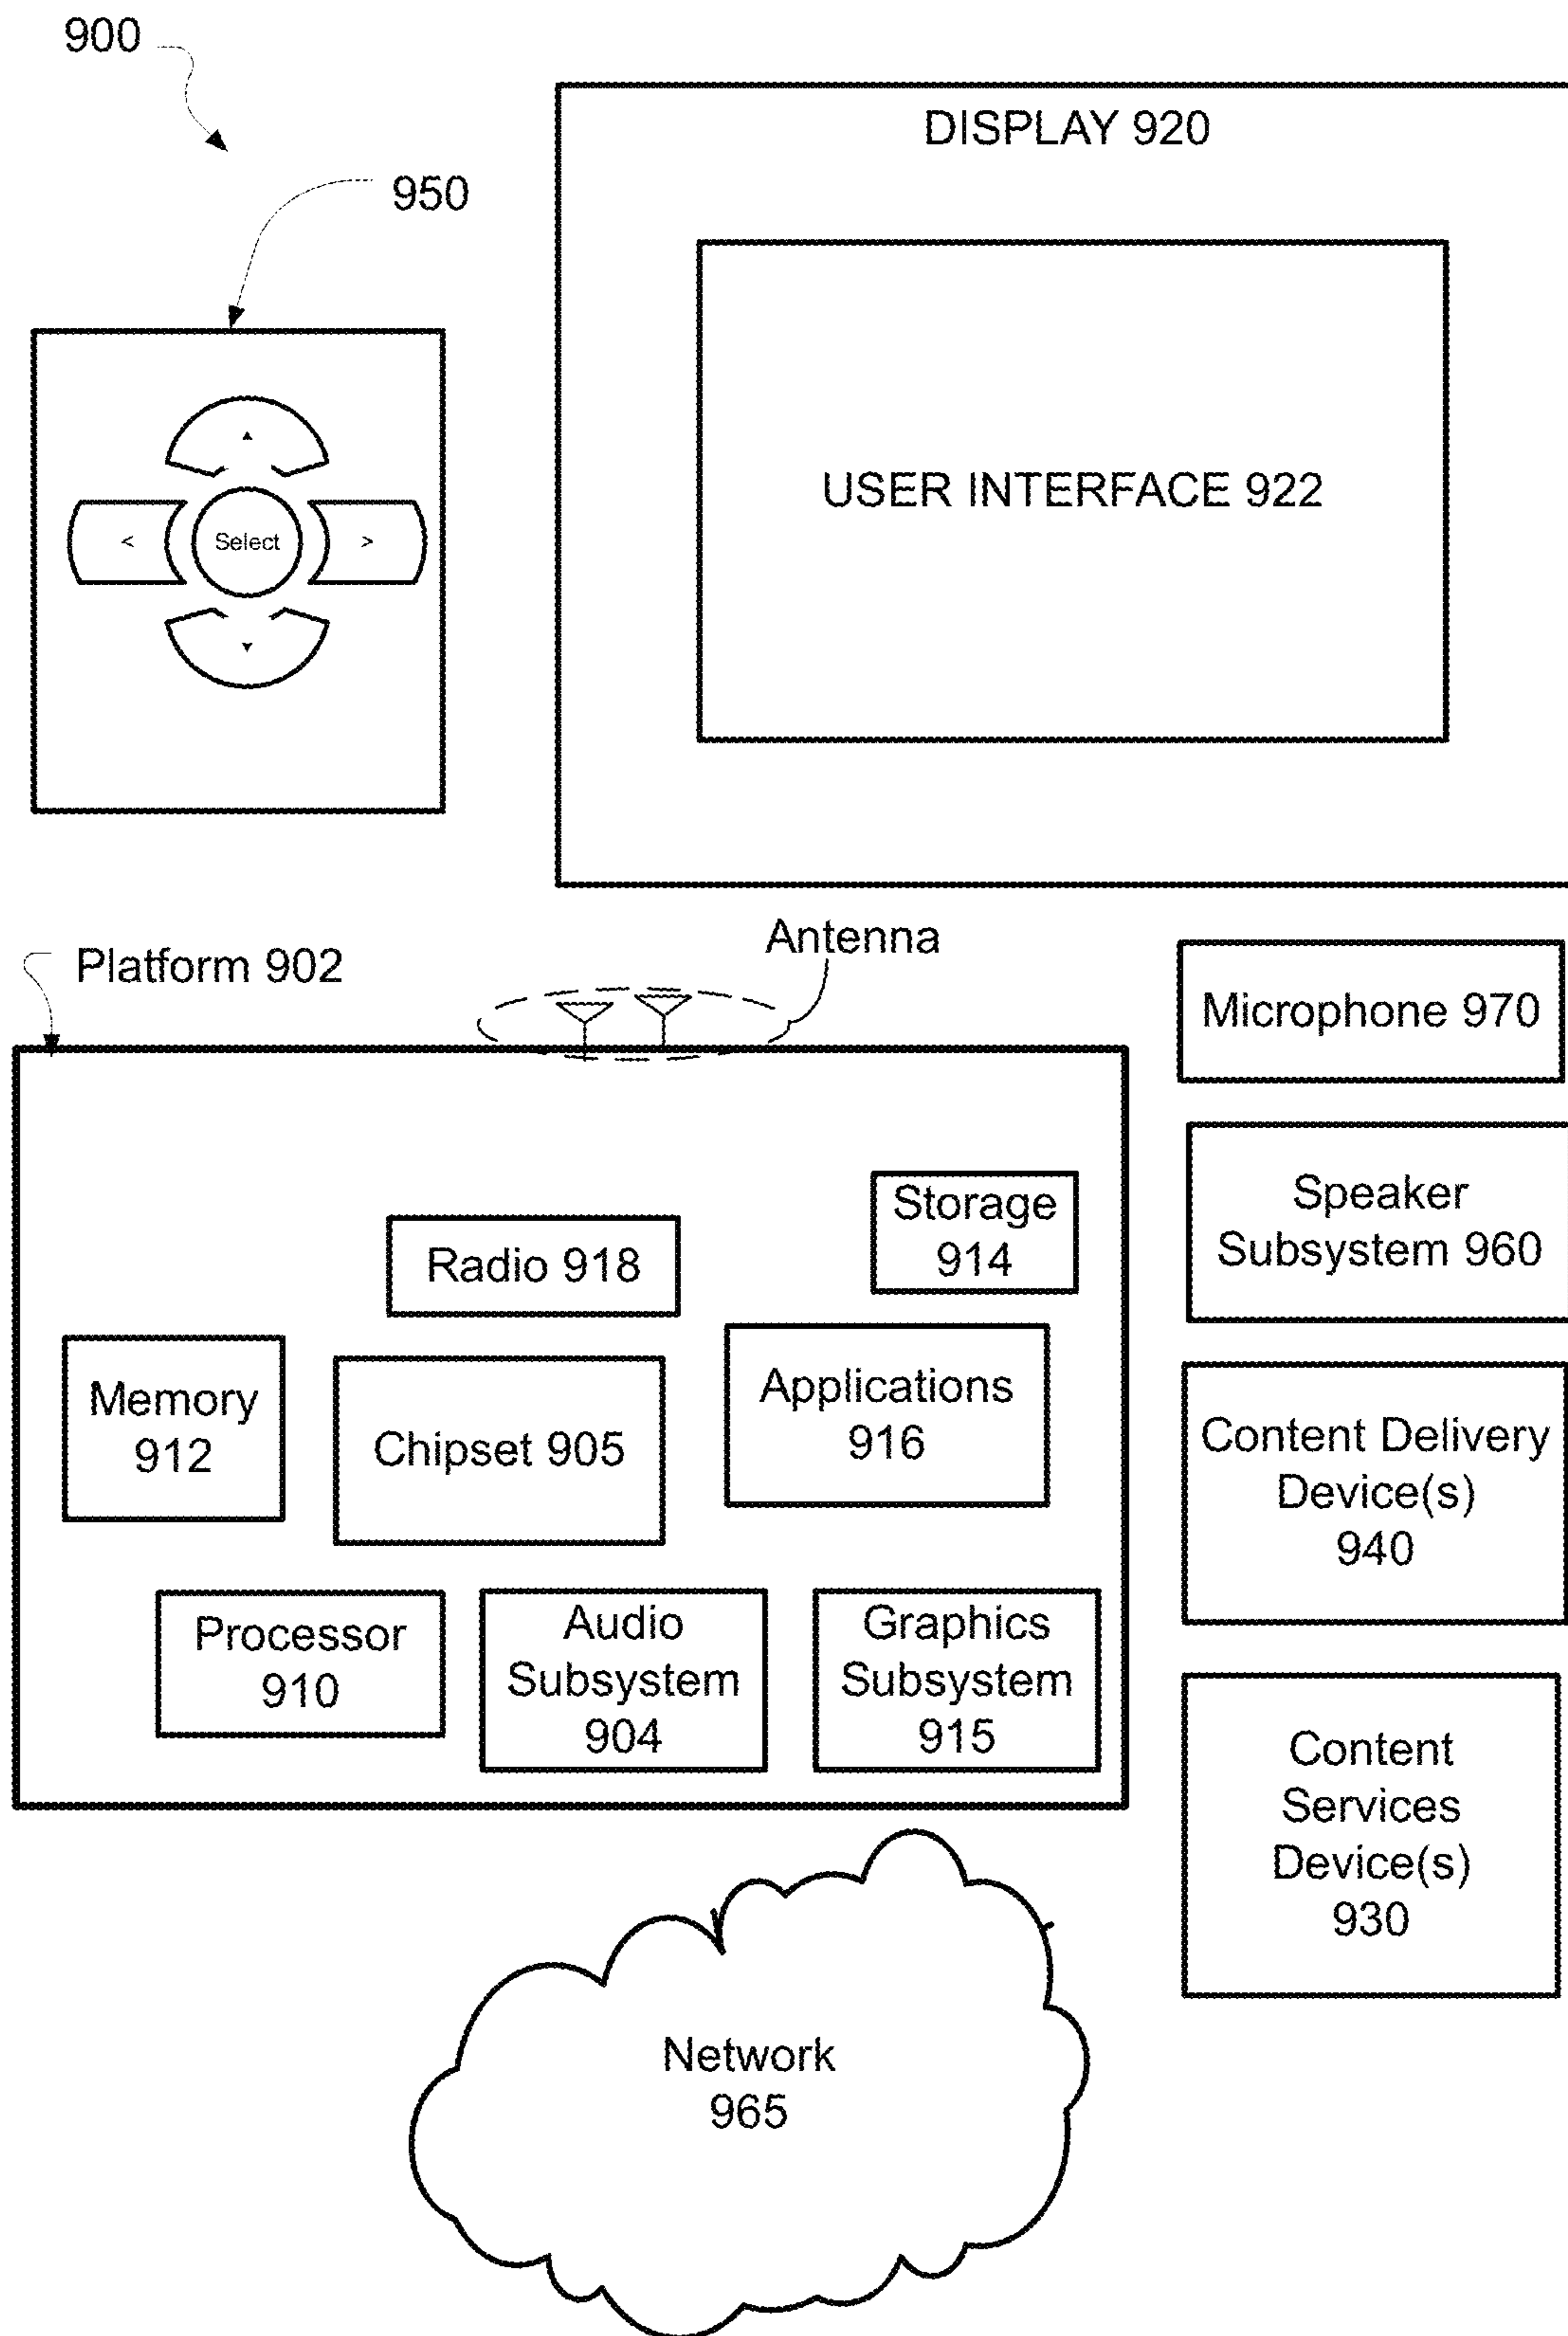 900
950
DISPLAY 920
USER INTERFACE 922
<
Select
>
Platform 902
Antenna
Microphone 970
Speaker
Subsystem 960
Storage
914
Radio 918
Memory
912
Chipset 905
Applications
916
Content Delivery
Device(s)
940
Processor
910
Audio
Subsystem
904
Graphics
Subsystem
915
Content
Services
Device(s)
930
Network
965